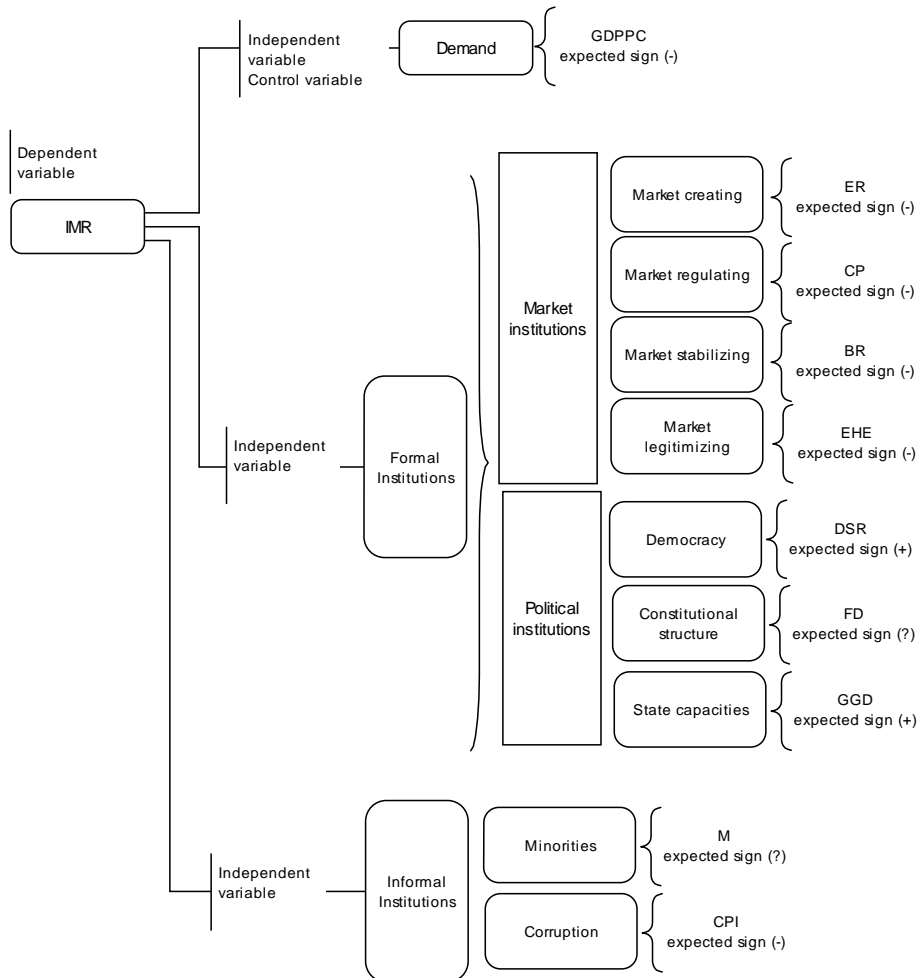 Independent
variable
Control variable
Demand
GDPPC
expected sign (-)
Dependent
variable
IMR
Independent
variable
Formal
Institutions
Market
institutions
Market creating
ER
expected sign (-)
Market regulating
CP
expected sign (-)
Market stabilizing
BR
expected sign (-)
Market
legitimizing
EHE
expected sign (-)
Political
institutions
Democracy
DSR
expected sign (+)
Constitutional
structure
FD
expected sign (?)
State capacities
GGD
expected sign (+)
Independent
variable
Informal
Institutions
Minorities
M
expected sign (?)
Corruption
CPI
expected sign (-)